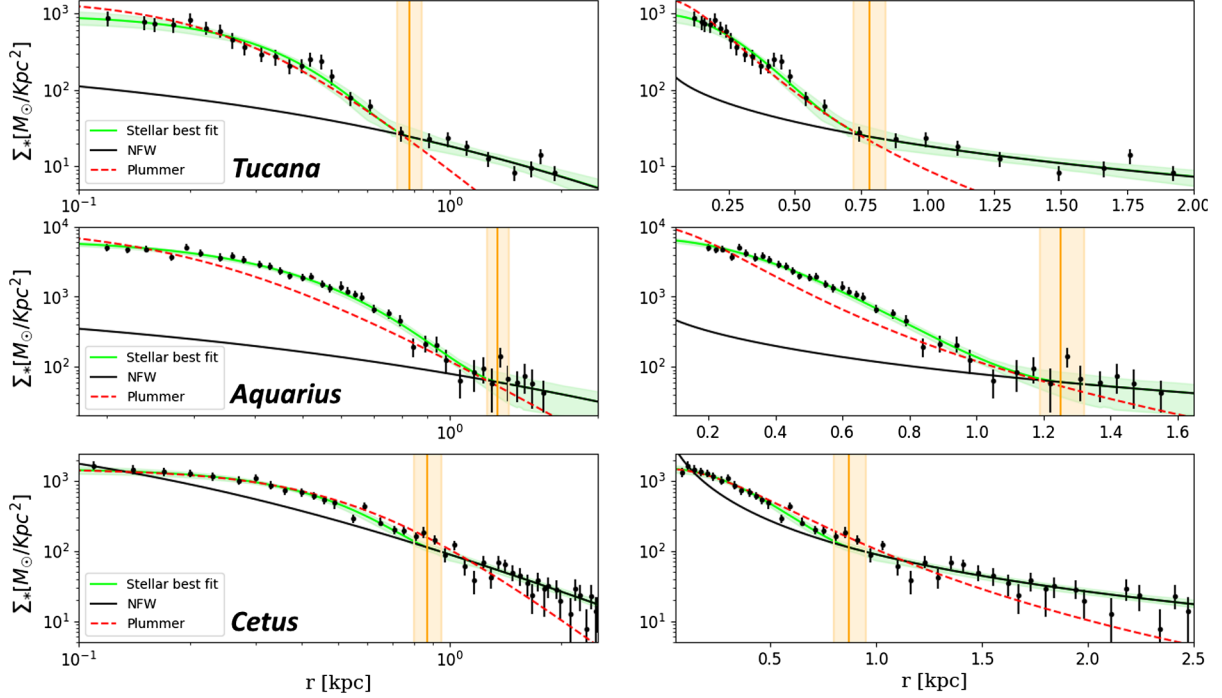 10³
10²
10¹
Σ*[M⊙/Kpc²]
Stellar best fit
NFW
Plummer
Tucana
10⁻¹
10⁰
10³
10²
10¹
Σ*[M⊙/Kpc²]
0.25 0.50 0.75 1.00 1.25 1.50 1.75 2.00
10⁴
10³
10²
Σ*[M⊙/Kpc²]
Stellar best fit
NFW
Plummer
Aquarius
10⁰
10⁴
10³
10²
Σ*[M⊙/Kpc²]
0.2 0.4 0.6 0.8 1.0 1.2 1.4 1.6
10³
10²
10¹
Σ*[M⊙/Kpc²]
Stellar best fit
NFW
Plummer
Cetus
10⁻¹
10⁰
r [kpc]
10³
10²
10¹
Σ*[M⊙/Kpc²]
0.5 1.0 1.5 2.0 2.5
r [kpc]